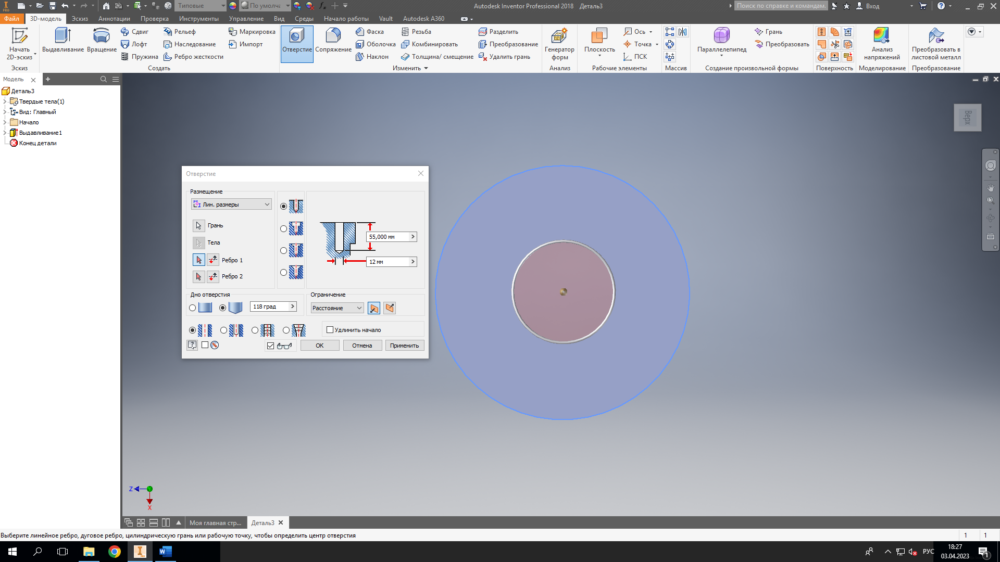 Типовые
По умолча
Autodesk Inventor Professional 2018 Деталь3
Поиск по справке и командам.
Вход
Файл 3D-модель Эскиз Аннотации Проверка Инструменты Управление Вид Среды Начало работы Vault Autodesk A360
Начать 2D-эскиз
Выдавливание
Вращение
Сдвиг
Лофт
Пружина
Рельеф
Наследование
Ребро жесткости
Маркировка
Импорт
Отверстие
Сопряжение
Фаска
Оболочка
Наклон
Резьба
Комбинировать
Толщина/ смещение
Разделить
Преобразование
Удалить грань
Генератор форм
Плоскость
Ось
Точка
ПСК
Параллелепипед
Грань
Преобразовать
Анализ напряжений
Преобразовать в листовой металл
Эскиз Создать Изменить Анализ Рабочие элементы Массив Создание произвольной формы Поверхность Моделирование Преобразование
Модель
Деталь3
Твердые тела(1)
Вид: Главный
Начало
Выдавливание1
Конец детали
Верх
Отверстие
Размещение
Лин. размеры
Грань
Тела
Ребро 1
Ребро 2
55,000 мм
12 мм
Дно отверстия
118 град
Ограничение
Расстояние
Удлинить начало
OK Отмена Применить
Z
X
Моя главная стр... Деталь3
Выберите линейное ребро, дуговое ребро, цилиндрическую грань или рабочую точку, чтобы определить центр отверстия
1 1
РУС
18:27
03.04.2023
1